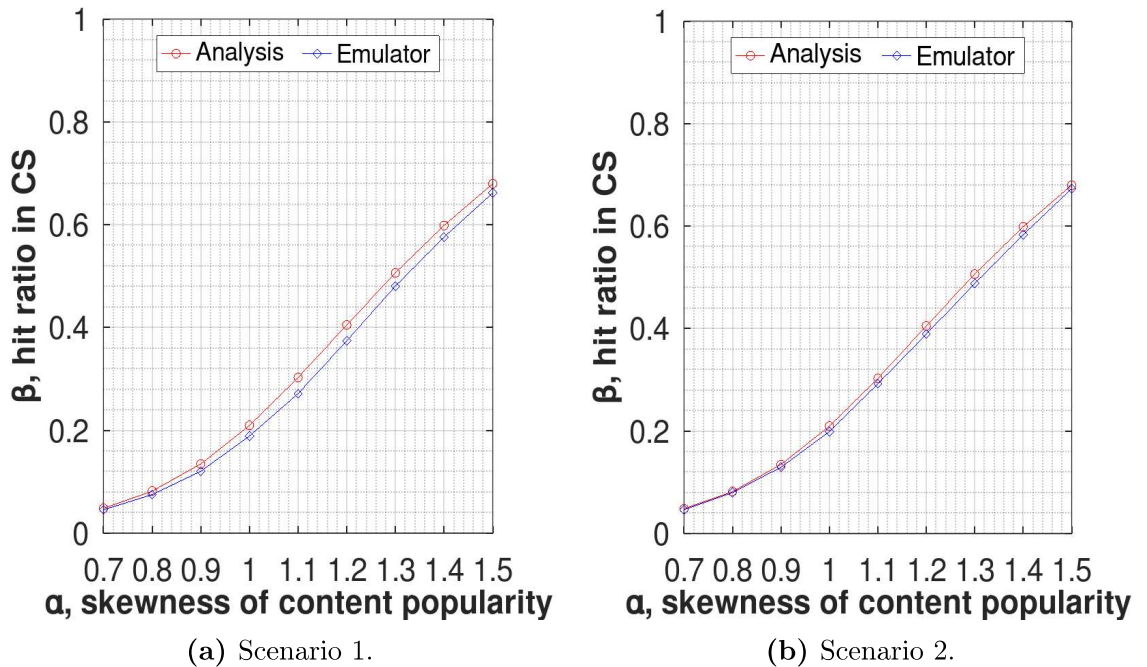 1
0.8
0.6
0.4
0.2
0
β, hit ratio in CS
Analysis Emulator
0.7 0.8 0.9 1 1.1 1.2 1.3 1.4 1.5
α, skewness of content popularity
(a) Scenario 1.
1
0.8
0.6
0.4
0.2
0
β, hit ratio in CS
Analysis Emulator
0.7 0.8 0.9 1 1.1 1.2 1.3 1.4 1.5
α, skewness of content popularity
(b) Scenario 2.